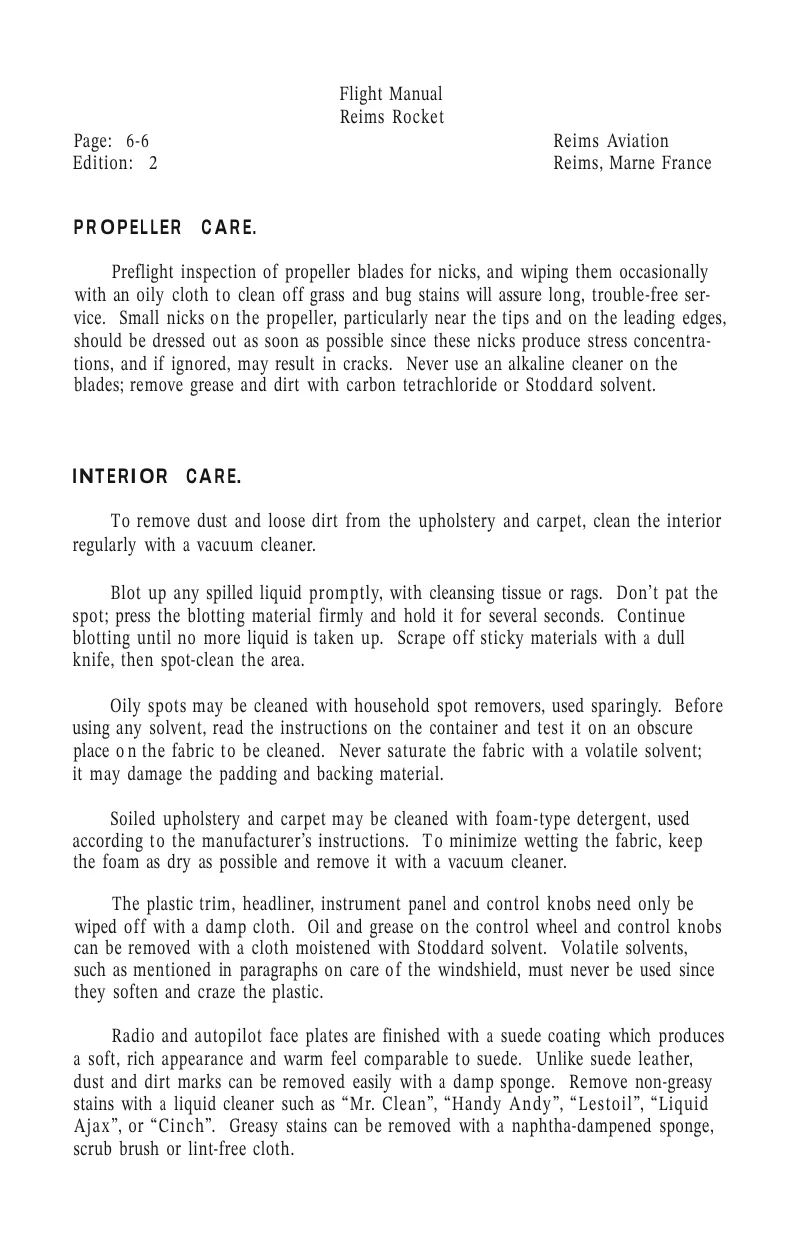 Flight Manual
Reims Rocket
Page: 6-6
Reims Aviation
Edition: 2
Reims, Marne France
PROPELLER CARE.
Preflight inspection of propeller blades for nicks, and wiping them occasionally
with an oily cloth to clean off grass and bug stains will assure long, trouble-free ser-
vice. Small nicks on the propeller, particularly near the tips and on the leading edges,
should be dressed out as soon as possible since these nicks produce stress concentra-
tions, and if ignored, may result in cracks. Never use an alkaline cleaner on the
blades; remove grease and dirt with carbon tetrachloride or Stoddard solvent.
INTERIOR CARE.
To remove dust and loose dirt from the upholstery and carpet, clean the interior
regularly with a vacuum cleaner.
Blot up any spilled liquid promptly, with cleansing tissue or rags. Don't pat the
spot; press the blotting material firmly and hold it for several seconds. Continue
blotting until no more liquid is taken up. Scrape off sticky materials with a dull
knife, then spot-clean the area.
Oily spots may be cleaned with household spot removers, used sparingly. Before
using any solvent, read the instructions on the container and test it on an obscure
place on the fabric to be cleaned. Never saturate the fabric with a volatile solvent;
it may damage the padding and backing material.
Soiled upholstery and carpet may be cleaned with foam-type detergent, used
according to the manufacturer's instructions. To minimize wetting the fabric, keep
the foam as dry as possible and remove it with a vacuum cleaner.
The plastic trim, headliner, instrument panel and control knobs need only be
wiped off with a damp cloth. Oil and grease on the control wheel and control knobs
can be removed with a cloth moistened with Stoddard solvent. Volatile solvents,
such as mentioned in paragraphs on care of the windshield, must never be used since
they soften and craze the plastic.
Radio and autopilot face plates are finished with a suede coating which produces
a soft, rich appearance and warm feel comparable to suede. Unlike suede leather,
dust and dirt marks can be removed easily with a damp sponge. Remove non-greasy
stains with a liquid cleaner such as “Mr. Clean”, “Handy Andy”, “Lestoil”, “Liquid
Ajax”, or “Cinch”. Greasy stains can be removed with a naphtha-dampened sponge,
scrub brush or lint-free cloth.